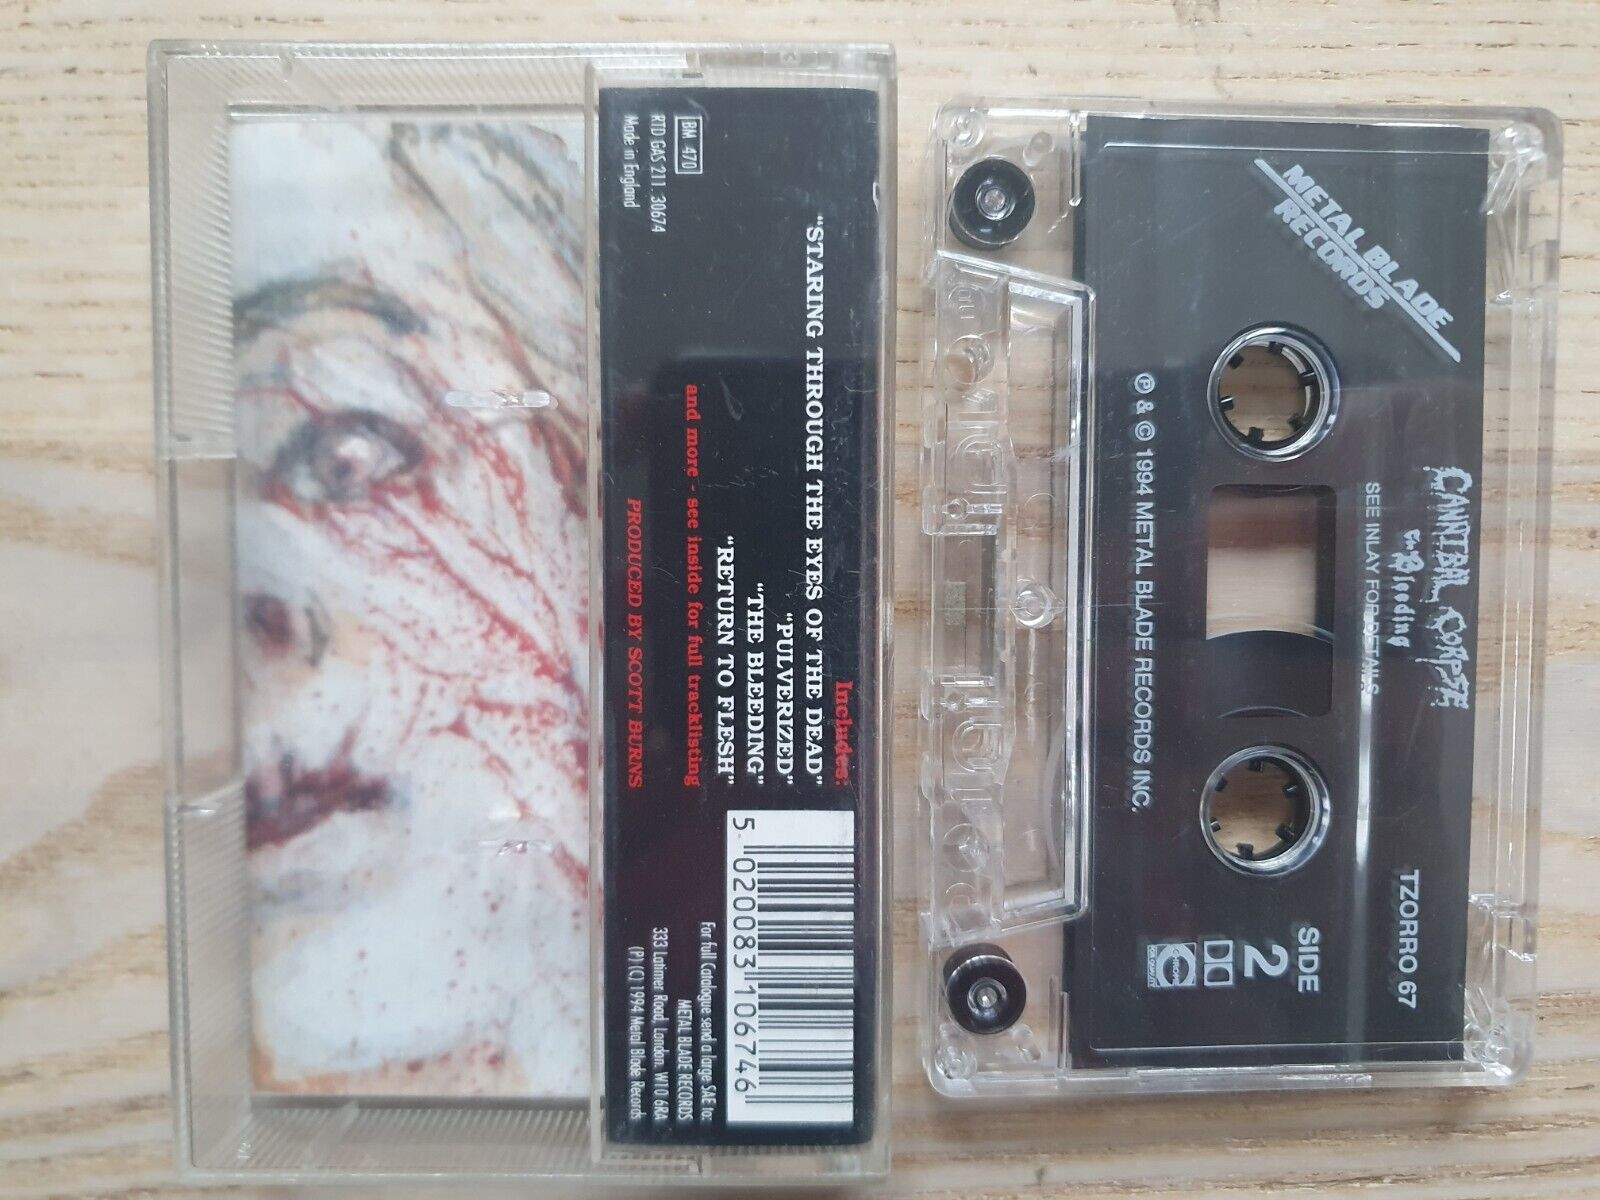 Includes:
"STARING THROUGH THE EYES OF THE DEAD"
"PULVERIZED"
"THE BLEEDING"
"RETURN TO FLESH"
and more - see inside for full tracklisting
PRODUCED BY SCOTT BURNS
BM 470
RTD GAS 211 30674
Made in England
5 020083 106746
For full Catalogue send a large SAE to:
METAL BLADE RECORDS
333 Latimer Road, London. W10 6RA
(P) (C) 1994 Metal Blade Records
METAL BLADE
RECORDS
CANNIBAL CORPSE
The Bleeding
SEE INLAY FOR DETAILS
TZORRO 67
SIDE
2
℗ & © 1994 METAL BLADE RECORDS INC.